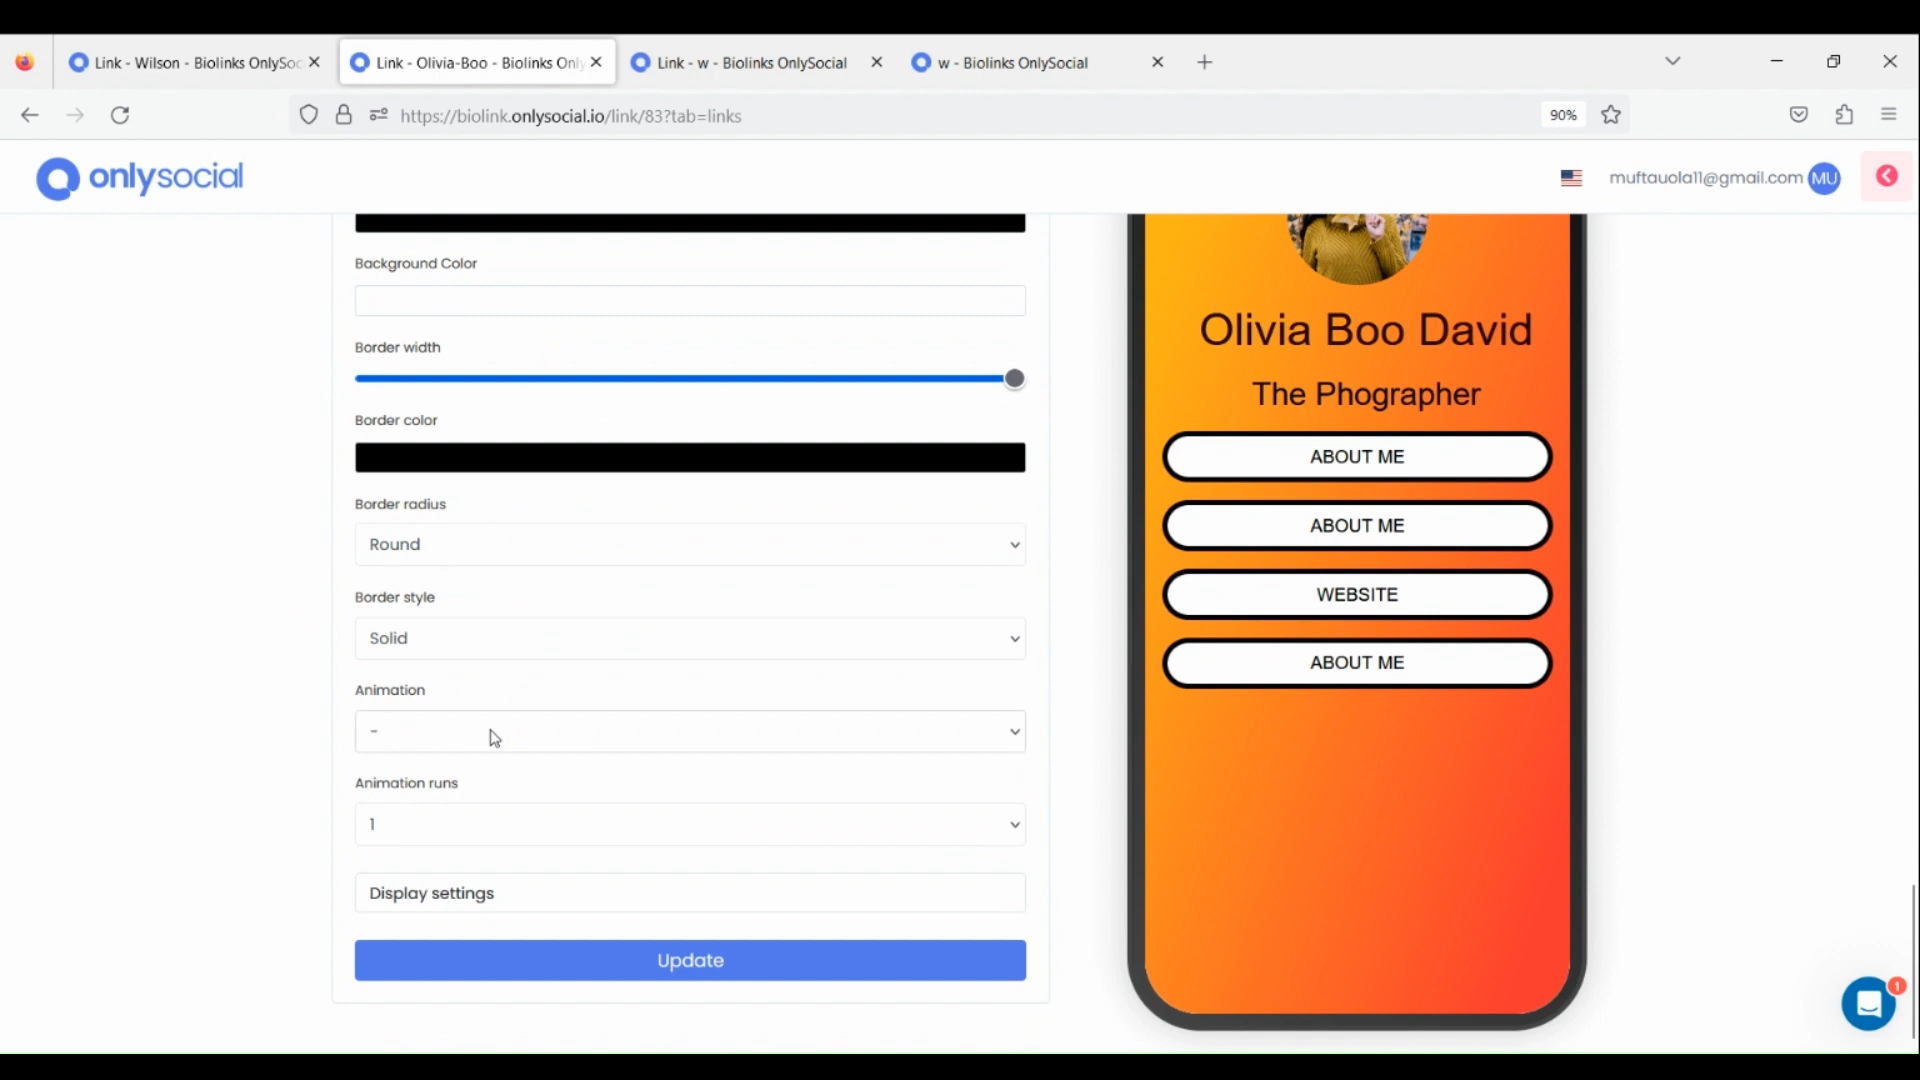 Link - Wilson - Biolinks OnlySoc
Link - Olivia-Boo - Biolinks Only
Link - w - Biolinks OnlySocial
w - Biolinks OnlySocial
https://biolink.onlysocial.io/link/83?tab=links
90%
onlysocial
muftauola11@gmail.com
MU
Background Color
Border width
Border color
Border radius
Round
Border style
Solid
Animation
-
Animation runs
1
Display settings
Update
Olivia Boo David
The Phographer
ABOUT ME
ABOUT ME
WEBSITE
ABOUT ME
1